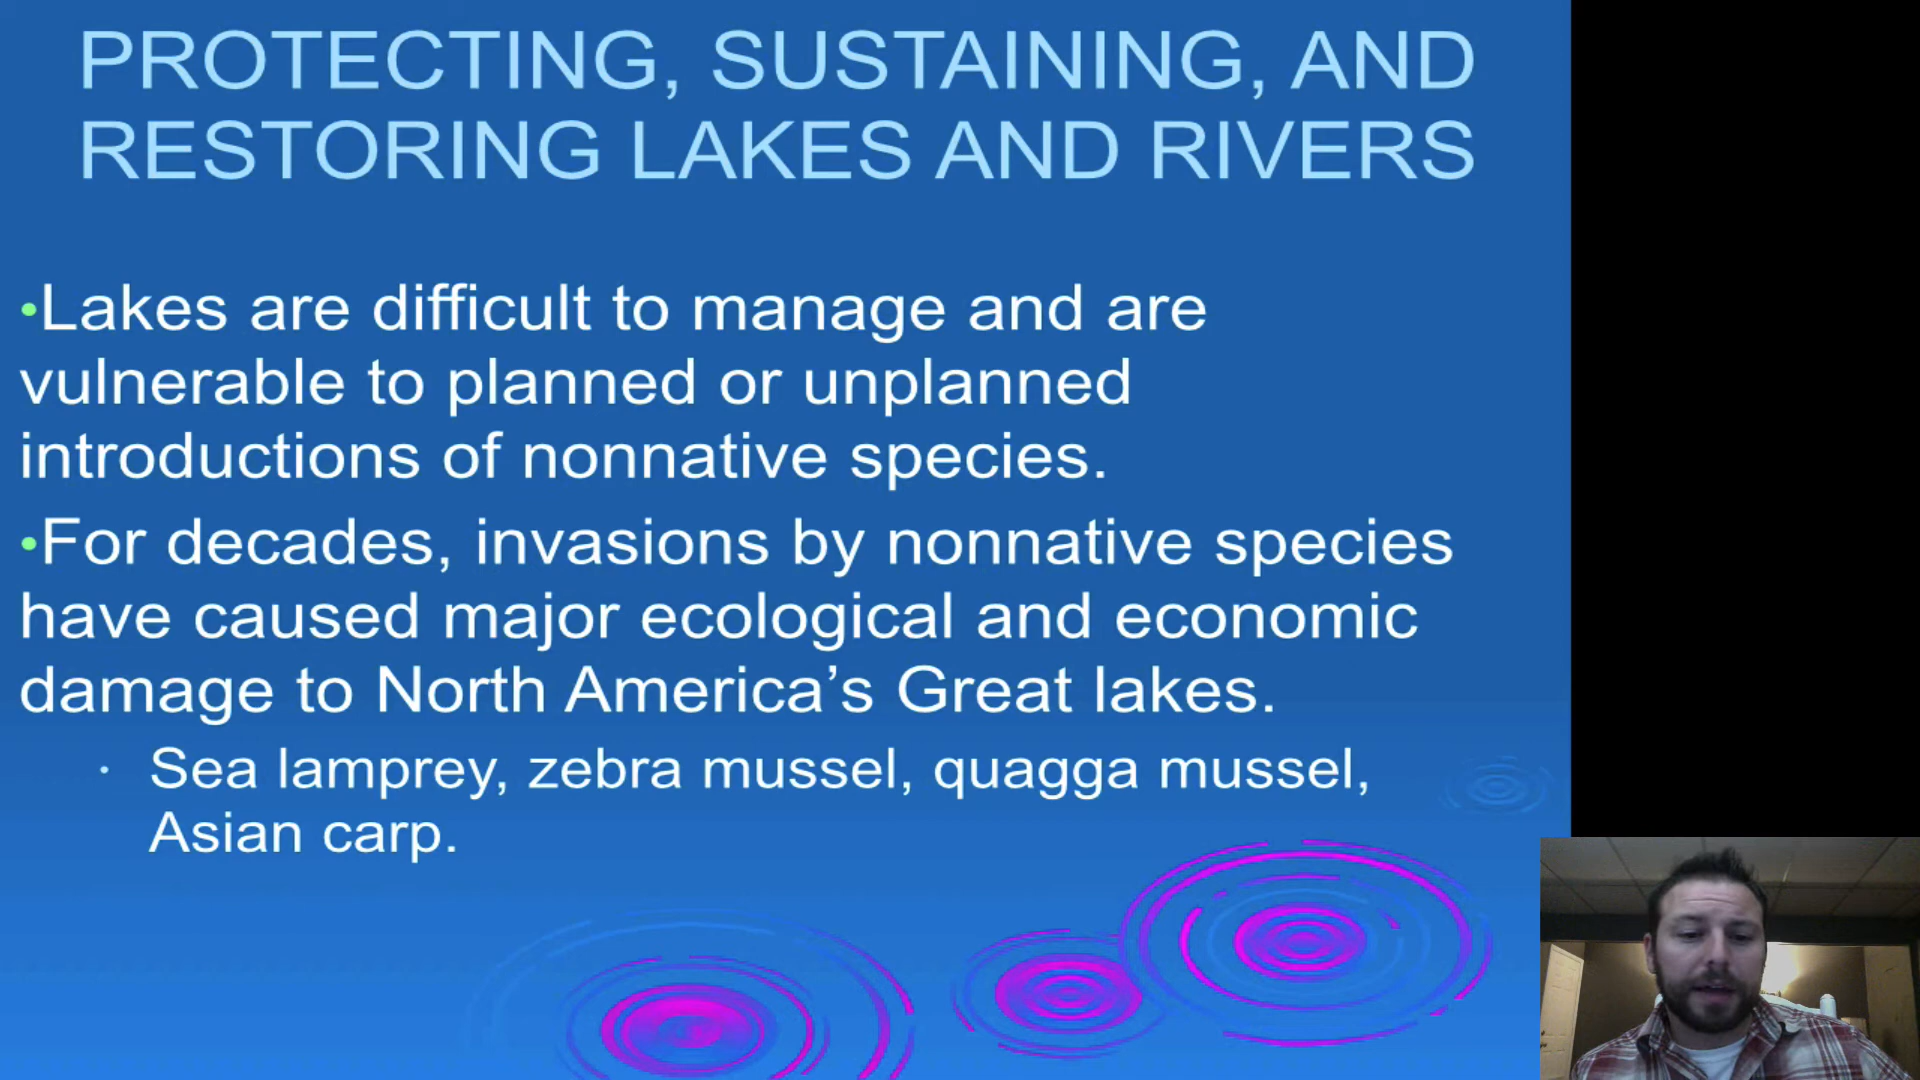 PROTECTING, SUSTAINING, AND
RESTORING LAKES AND RIVERS
•Lakes are difficult to manage and are
vulnerable to planned or unplanned
introductions of nonnative species.
•For decades, invasions by nonnative species
have caused major ecological and economic
damage to North America’s Great lakes.
· Sea lamprey, zebra mussel, quagga mussel,
Asian carp.